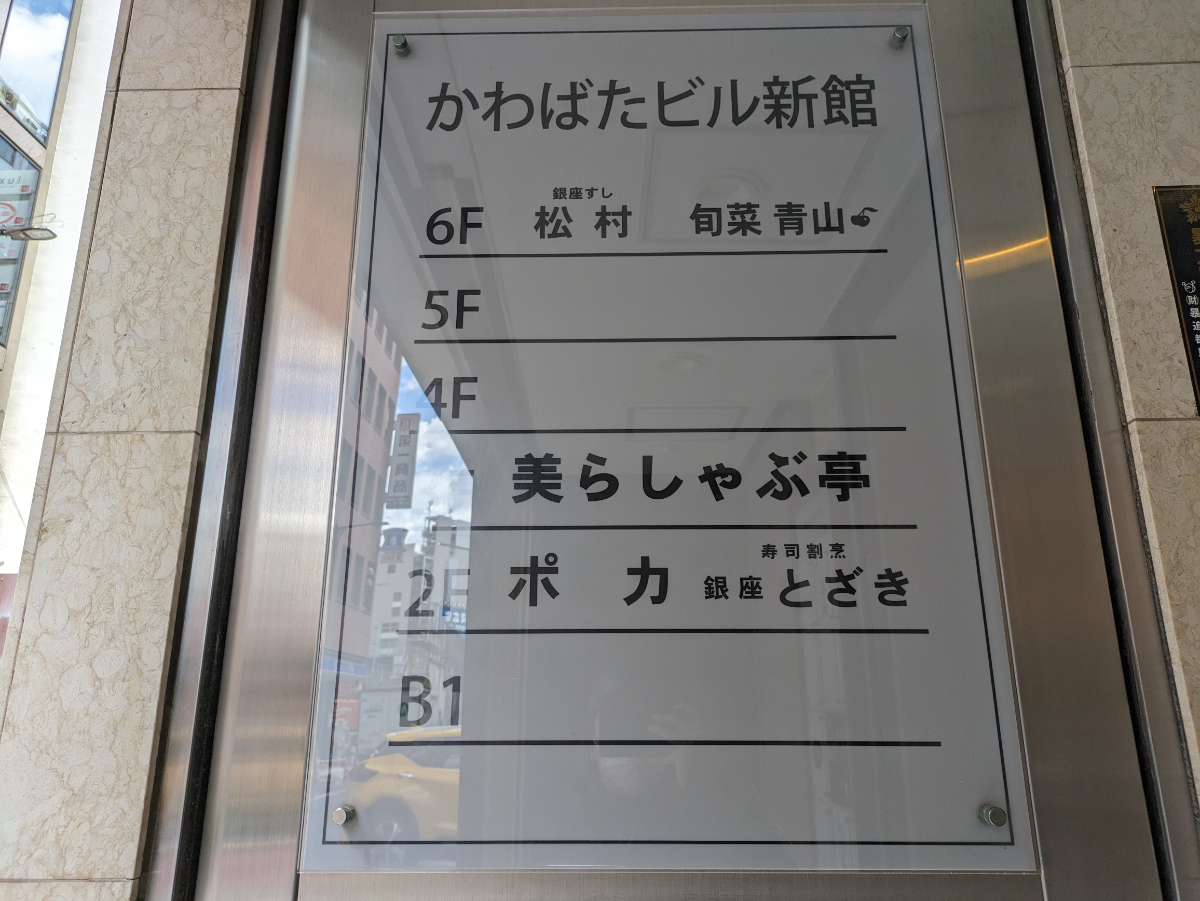 かわばたビル新館
銀座すし
6F 松村 旬菜 青山
5F
4F
美らしゃぶ亭
寿司割烹
2F ポカ 銀座 とざき
B1